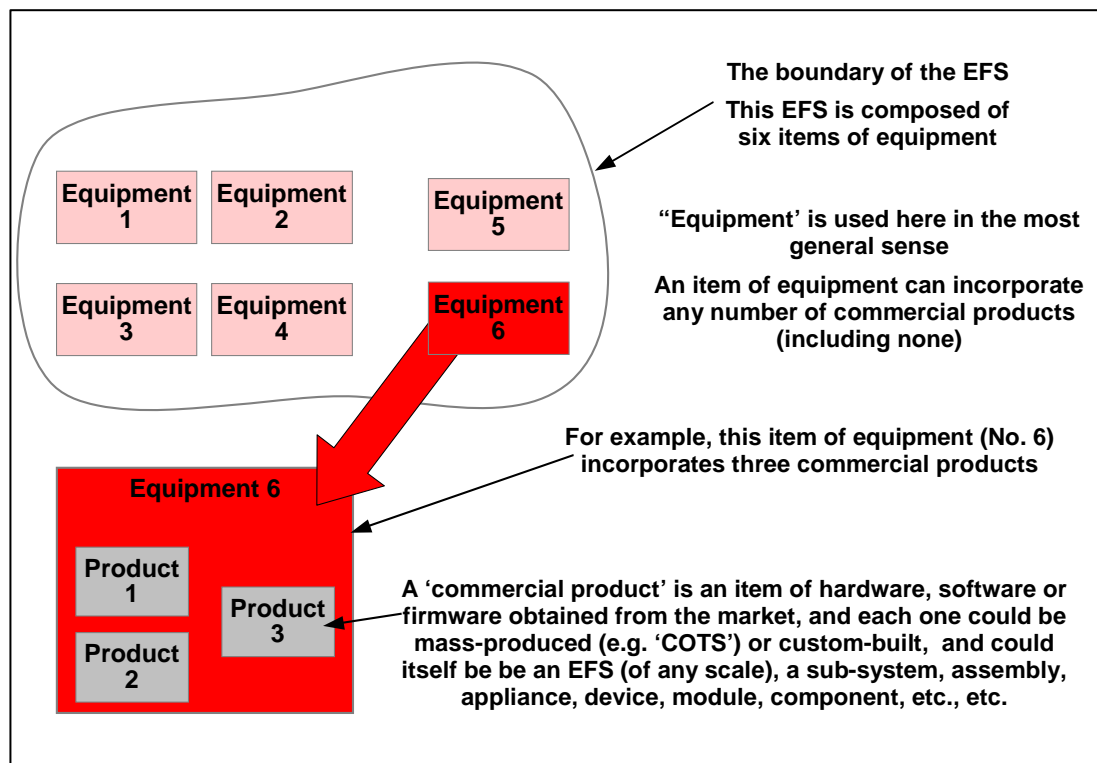 The boundary of the EFS
This EFS is composed of
six items of equipment
Equipment
1
Equipment
2
Equipment
5
“Equipment’ is used here in the most
general sense
Equipment
3
Equipment
4
Equipment
6
An item of equipment can incorporate
any number of commercial products
(including none)
For example, this item of equipment (No. 6)
incorporates three commercial products
Equipment 6
Product
1
Product
2
Product
3
A ‘commercial product’ is an item of hardware, software or
firmware obtained from the market, and each one could be
mass-produced (e.g. ‘COTS’) or custom-built, and could
itself be be an EFS (of any scale), a sub-system, assembly,
appliance, device, module, component, etc., etc.